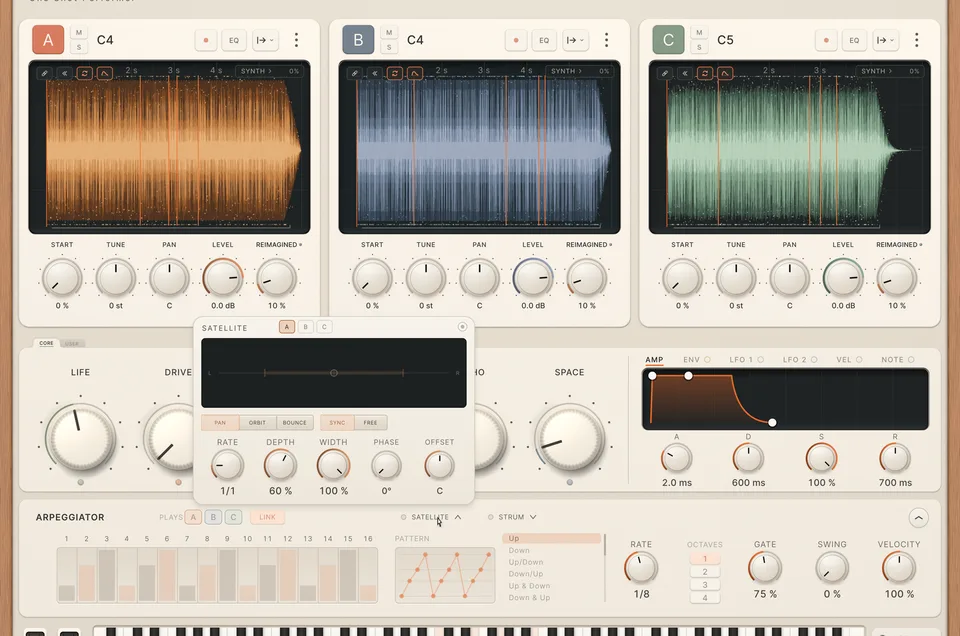 A M S C4 EQ
B M S C4 EQ
C M S C5 EQ
2 s 3 s 4 s SYNTH > 0%
2 s 3 s 4 s SYNTH > 0%
2 s 3 s SYNTH > 0%
START TUNE PAN LEVEL REIMAGINED
0 % 0 st C 0.0 dB 10 %
START TUNE PAN LEVEL REIMAGINED
0 % 0 st C 0.0 dB 10 %
START TUNE PAN LEVEL REIMAGINED
0 % 0 st C 0.0 dB 10 %
SATELLITE A B C
L R
PAN ORBIT BOUNCE SYNC FREE
RATE DEPTH WIDTH PHASE OFFSET
1/1 60 % 100 % 0° C
CORE
LIFE DRIVE HO SPACE
AMP ENV LFO 1 LFO 2 VEL NOTE
A D S R
2.0 ms 600 ms 100 % 700 ms
ARPEGGIATOR PLAYS A B C LINK SATELLITE STRUM
1 2 3 4 5 6 7 8 9 10 11 12 13 14 15 16
PATTERN
Up
Down
Up/Down
Down/Up
Up & Down
Down & Up
RATE OCTAVES GATE SWING VELOCITY
1
2
3
4
1/8 75 % 0 % 100 %